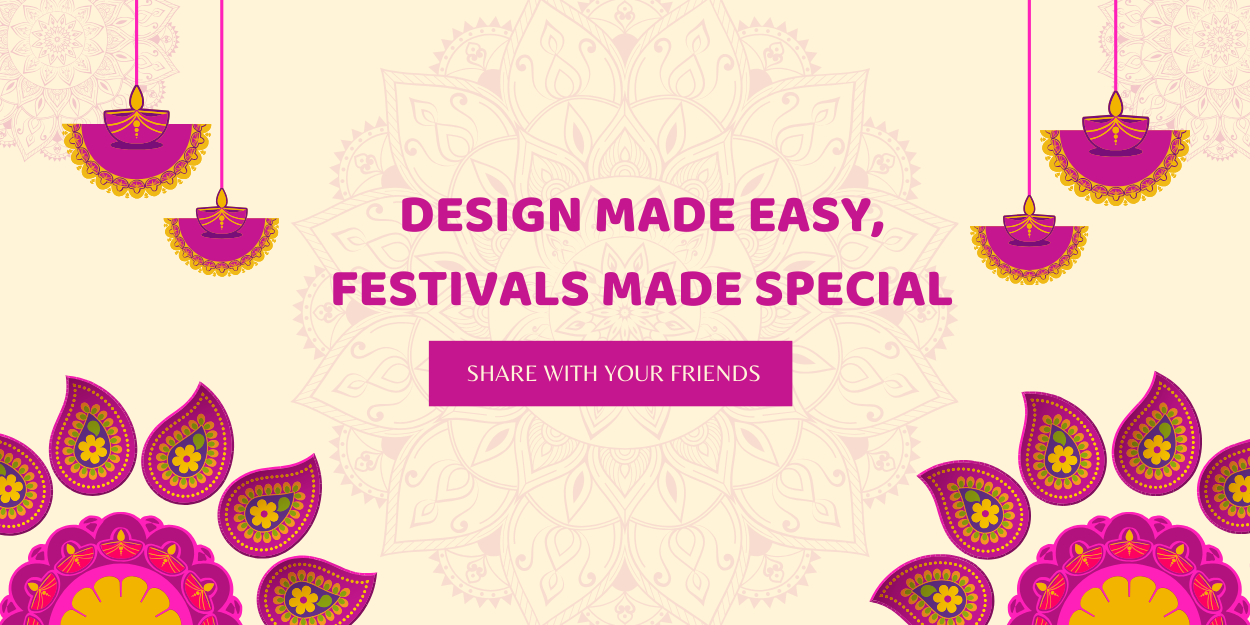 DESIGN MADE EASY,
FESTIVALS MADE SPECIAL
SHARE WITH YOUR FRIENDS